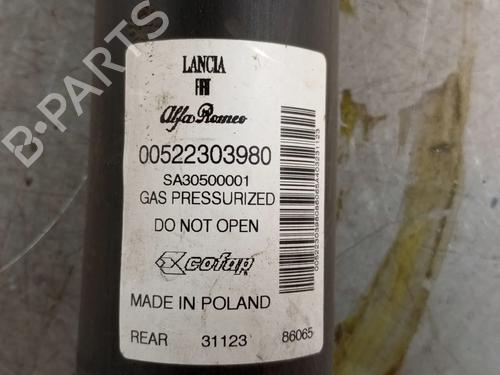 LANCIA
FIAT
Alfa Romeo
00522303980
SA30500001
GAS PRESSURIZED
DO NOT OPEN
cofap
MADE IN POLAND
REAR 31123 86065
B-PARTS